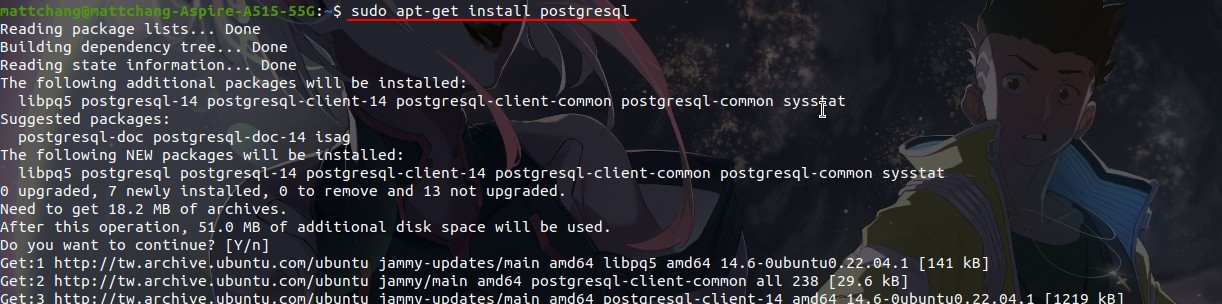 mattchang@mattchang-Aspire-A515-55G:~$ sudo apt-get install postgresql
Reading package lists... Done
Building dependency tree... Done
Reading state information... Done
The following additional packages will be installed:
  libpq5 postgresql-14 postgresql-client-14 postgresql-client-common postgresql-common sysstat
Suggested packages:
  postgresql-doc postgresql-doc-14 isag
The following NEW packages will be installed:
  libpq5 postgresql postgresql-14 postgresql-client-14 postgresql-client-common postgresql-common sysstat
0 upgraded, 7 newly installed, 0 to remove and 13 not upgraded.
Need to get 18.2 MB of archives.
After this operation, 51.0 MB of additional disk space will be used.
Do you want to continue? [Y/n]
Get:1 http://tw.archive.ubuntu.com/ubuntu jammy-updates/main amd64 libpq5 amd64 14.6-0ubuntu0.22.04.1 [141 kB]
Get:2 http://tw.archive.ubuntu.com/ubuntu jammy/main amd64 postgresql-client-common all 238 [29.6 kB]
Get:3 http://tw.archive.ubuntu.com/ubuntu jammy-updates/main amd64 postgresql-client-14 amd64 14.6-0ubuntu0.22.04.1 [1219 kB]